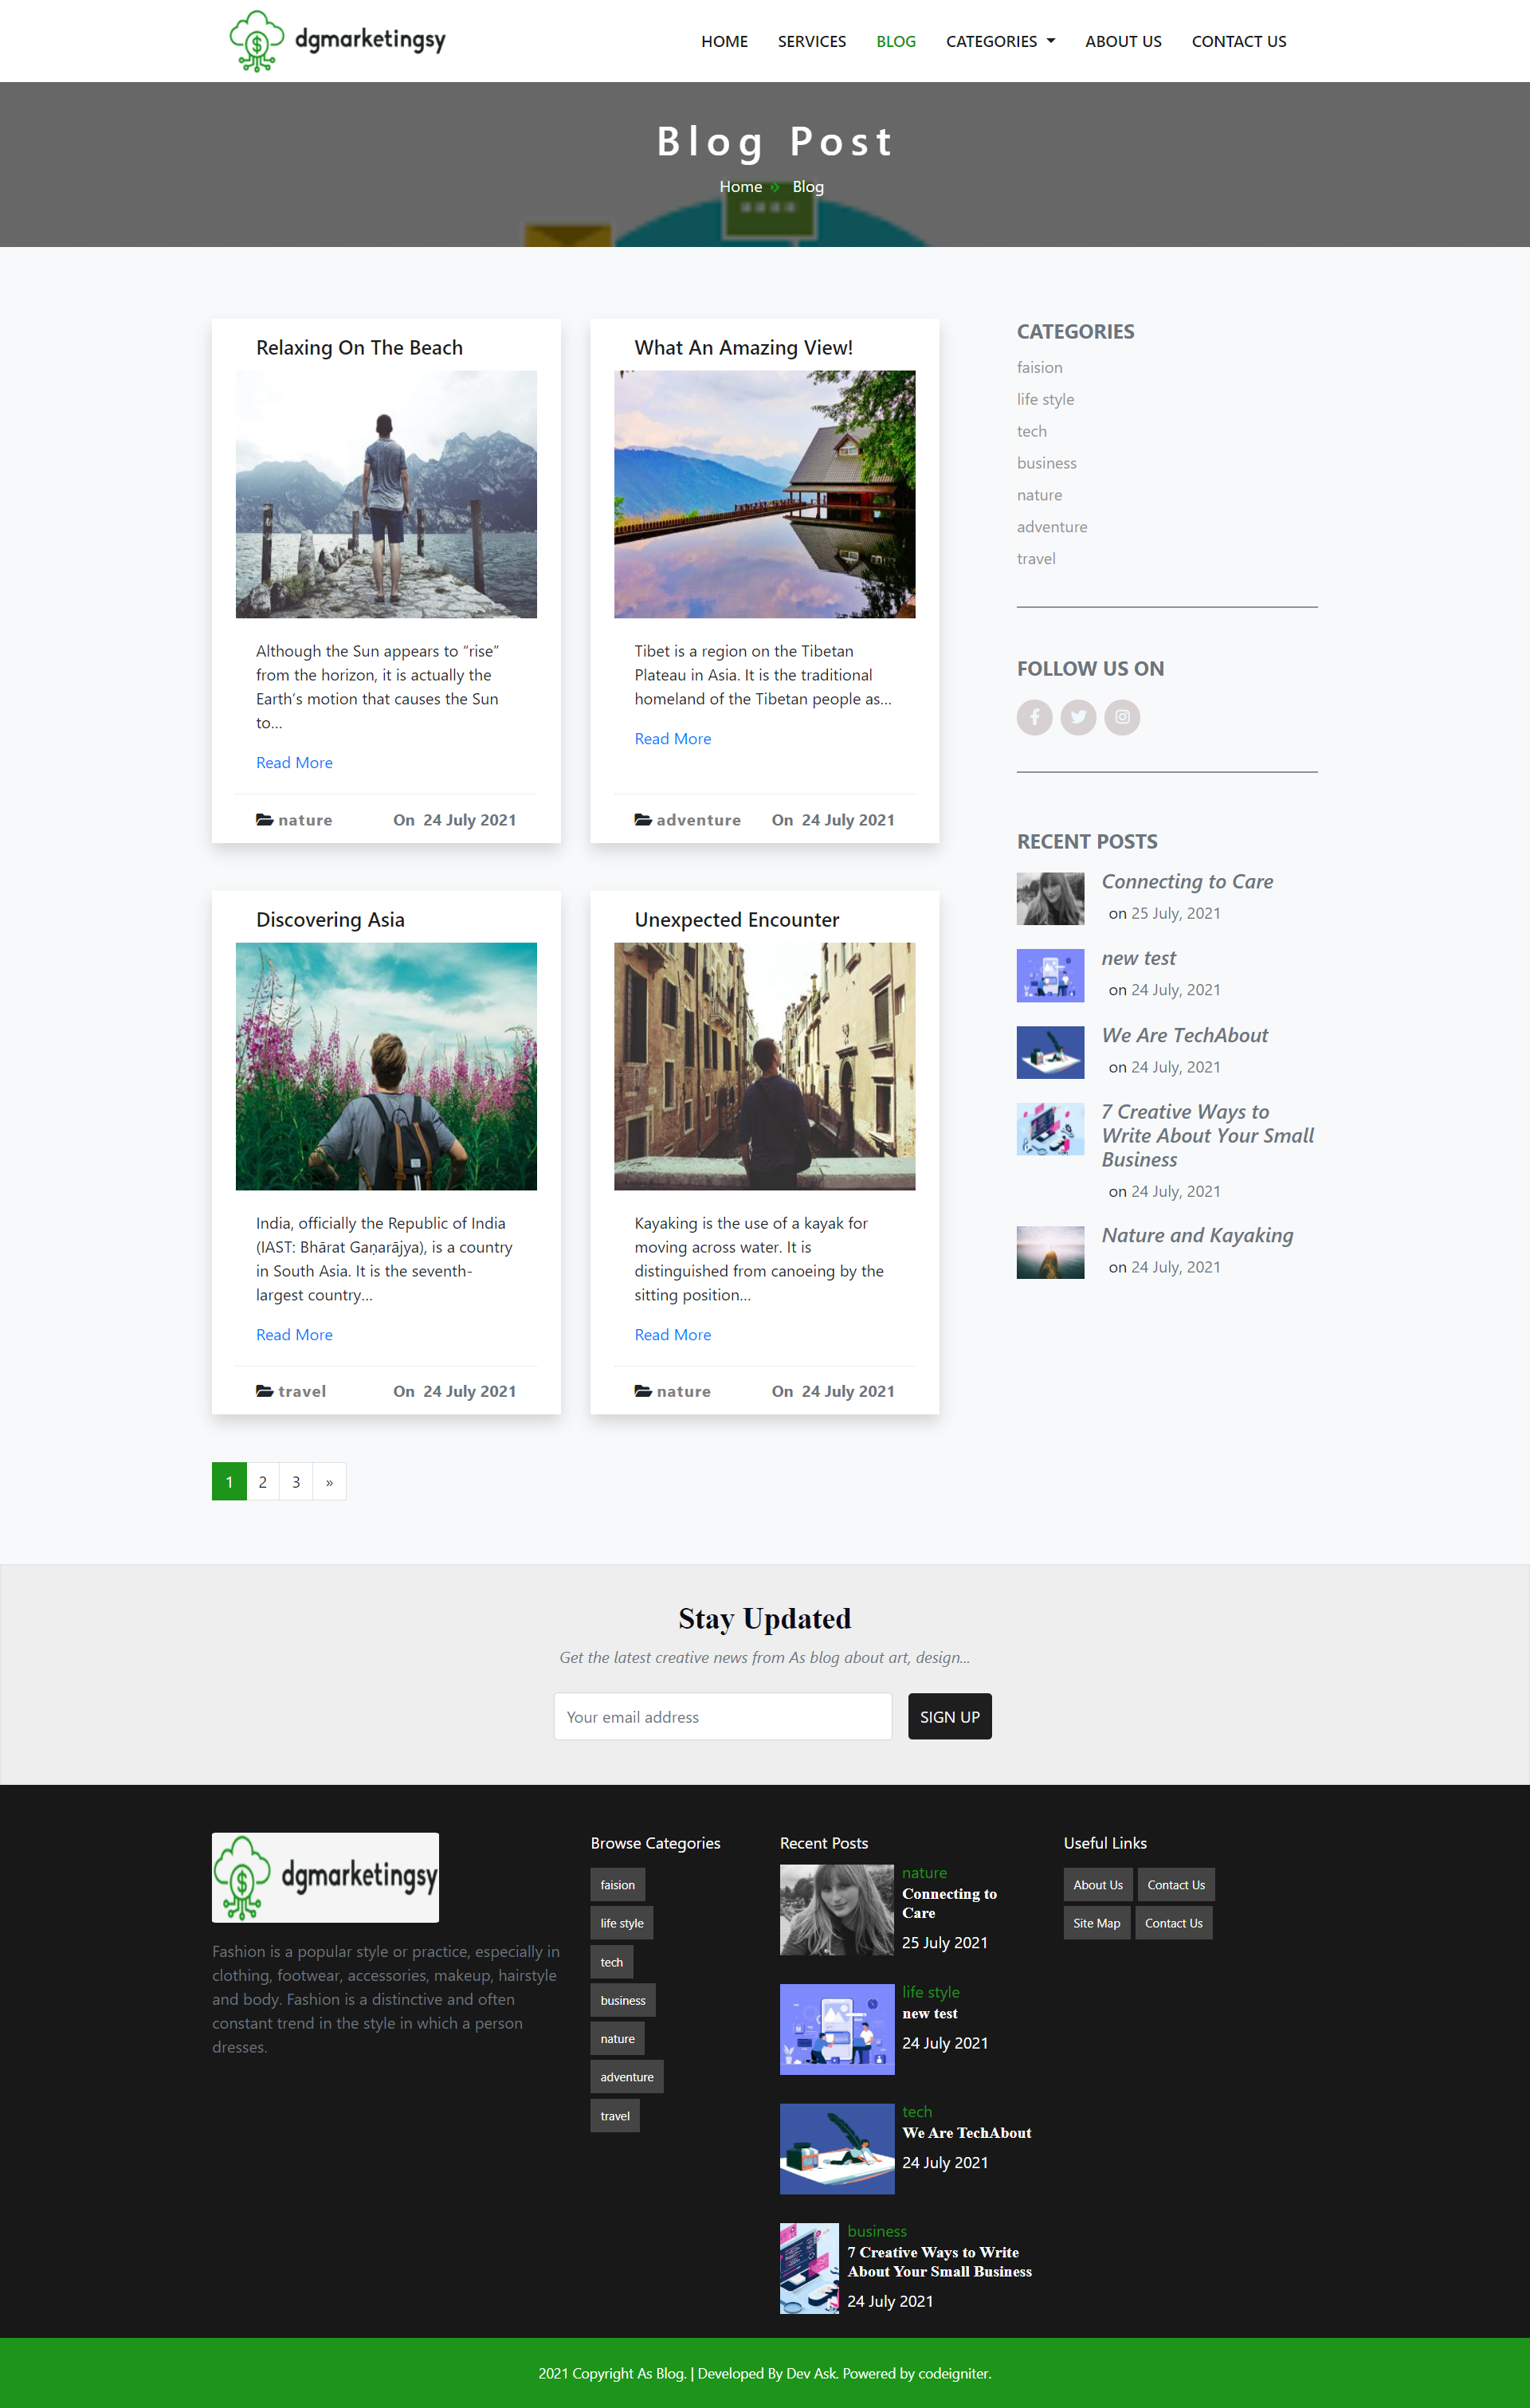 dgmarketingsy
HOME SERVICES BLOG CATEGORIES ABOUT US CONTACT US
Blog Post
Home Blog
Relaxing On The Beach
Although the Sun appears to “rise”
from the horizon, it is actually the
Earth’s motion that causes the Sun
to...
Read More
nature On 24 July 2021
What An Amazing View!
Tibet is a region on the Tibetan
Plateau in Asia. It is the traditional
homeland of the Tibetan people as...
Read More
adventure On 24 July 2021
Discovering Asia
India, officially the Republic of India
(IAST: Bhārat Gaṇarājya), is a country
in South Asia. It is the seventh-
largest country...
Read More
travel On 24 July 2021
Unexpected Encounter
Kayaking is the use of a kayak for
moving across water. It is
distinguished from canoeing by the
sitting position...
Read More
nature On 24 July 2021
1 2 3 »
CATEGORIES
faision
life style
tech
business
nature
adventure
travel
FOLLOW US ON
RECENT POSTS
Connecting to Care
on 25 July, 2021
new test
on 24 July, 2021
We Are TechAbout
on 24 July, 2021
7 Creative Ways to
Write About Your Small
Business
on 24 July, 2021
Nature and Kayaking
on 24 July, 2021
Stay Updated
Get the latest creative news from As blog about art, design...
Your email address
SIGN UP
dgmarketingsy
Fashion is a popular style or practice, especially in
clothing, footwear, accessories, makeup, hairstyle
and body. Fashion is a distinctive and often
constant trend in the style in which a person
dresses.
Browse Categories
faision
life style
tech
business
nature
adventure
travel
Recent Posts
nature
Connecting to
Care
25 July 2021
life style
new test
24 July 2021
tech
We Are TechAbout
24 July 2021
business
7 Creative Ways to Write
About Your Small Business
24 July 2021
Useful Links
About Us Contact Us
Site Map Contact Us
2021 Copyright As Blog. | Developed By Dev Ask. Powered by codeigniter.